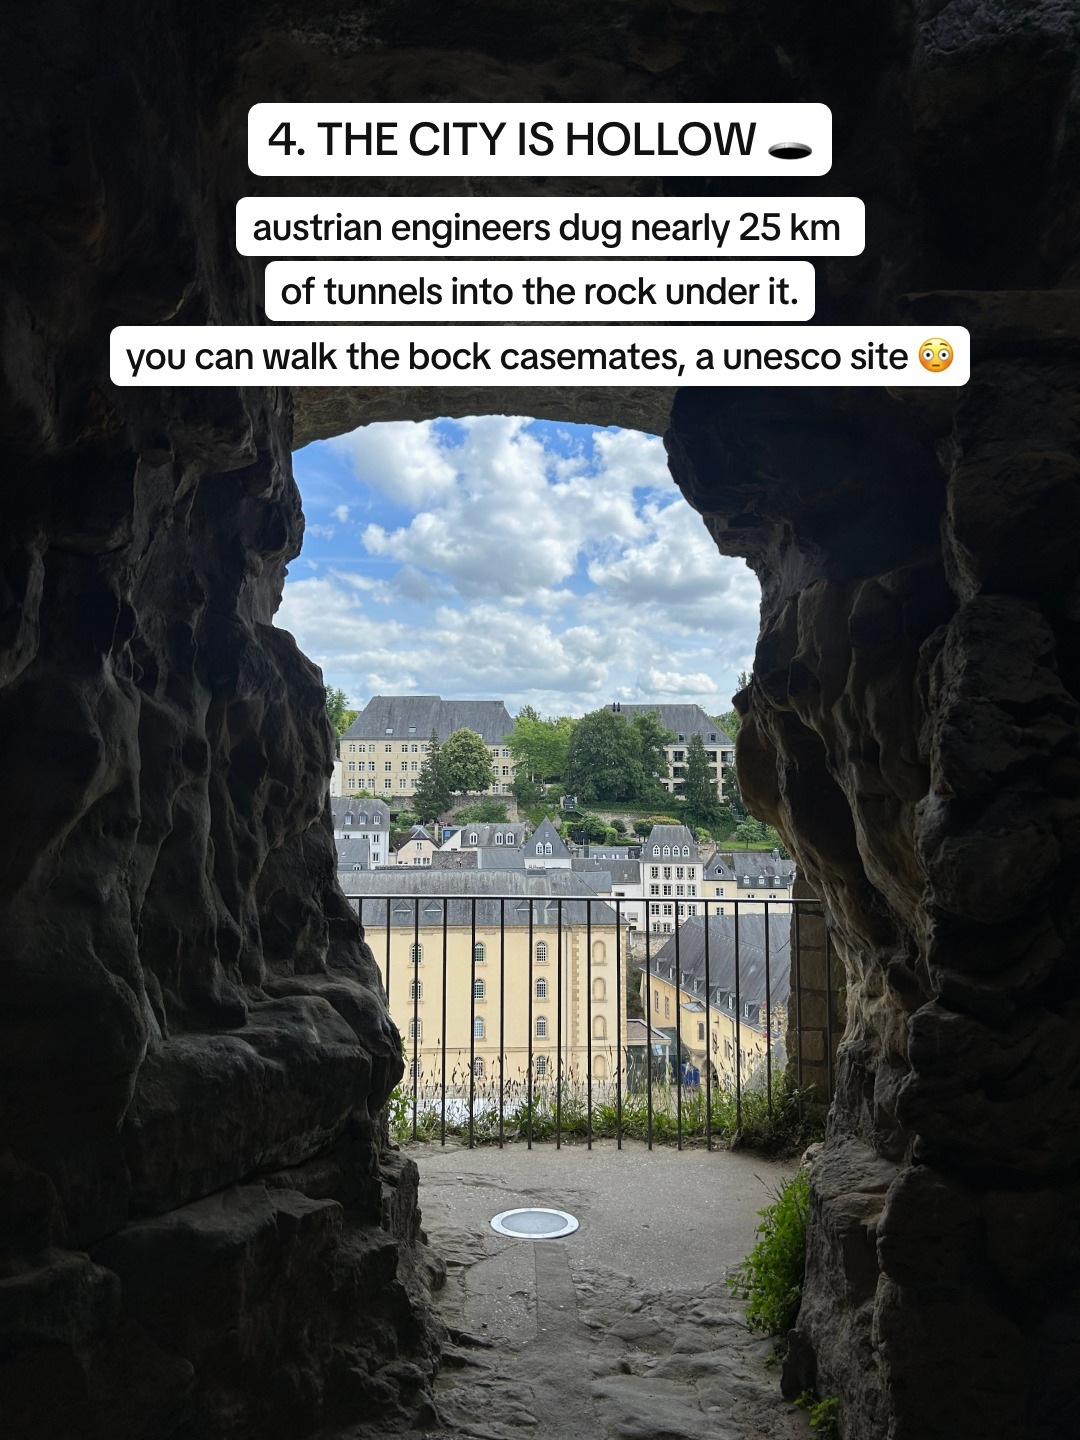 4. THE CITY IS HOLLOW 🕳️
austrian engineers dug nearly 25 km
of tunnels into the rock under it.
you can walk the bock casemates, a unesco site 😳